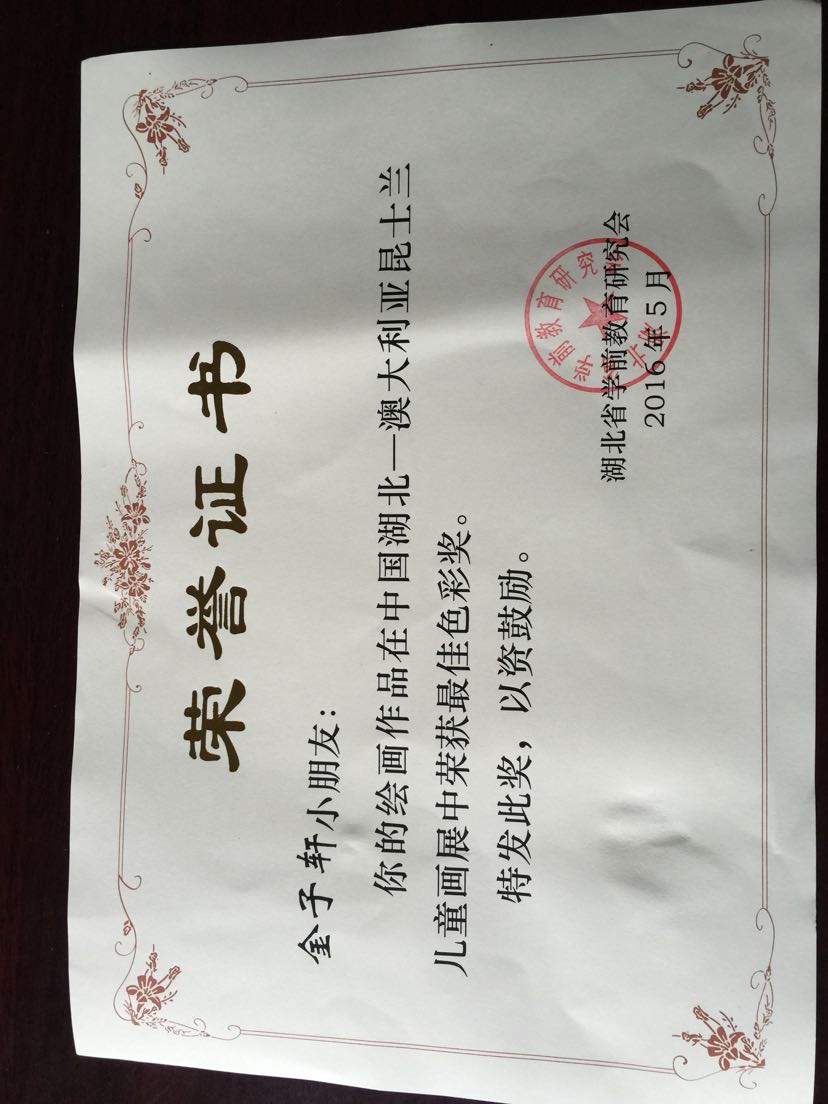 荣誉证书
金子轩小朋友：
你的绘画作品在中国湖北—澳大利亚昆士兰
儿童画展中荣获最佳色彩奖。
特发此奖，以资鼓励。
湖北省学前教育研究会
2016年5月